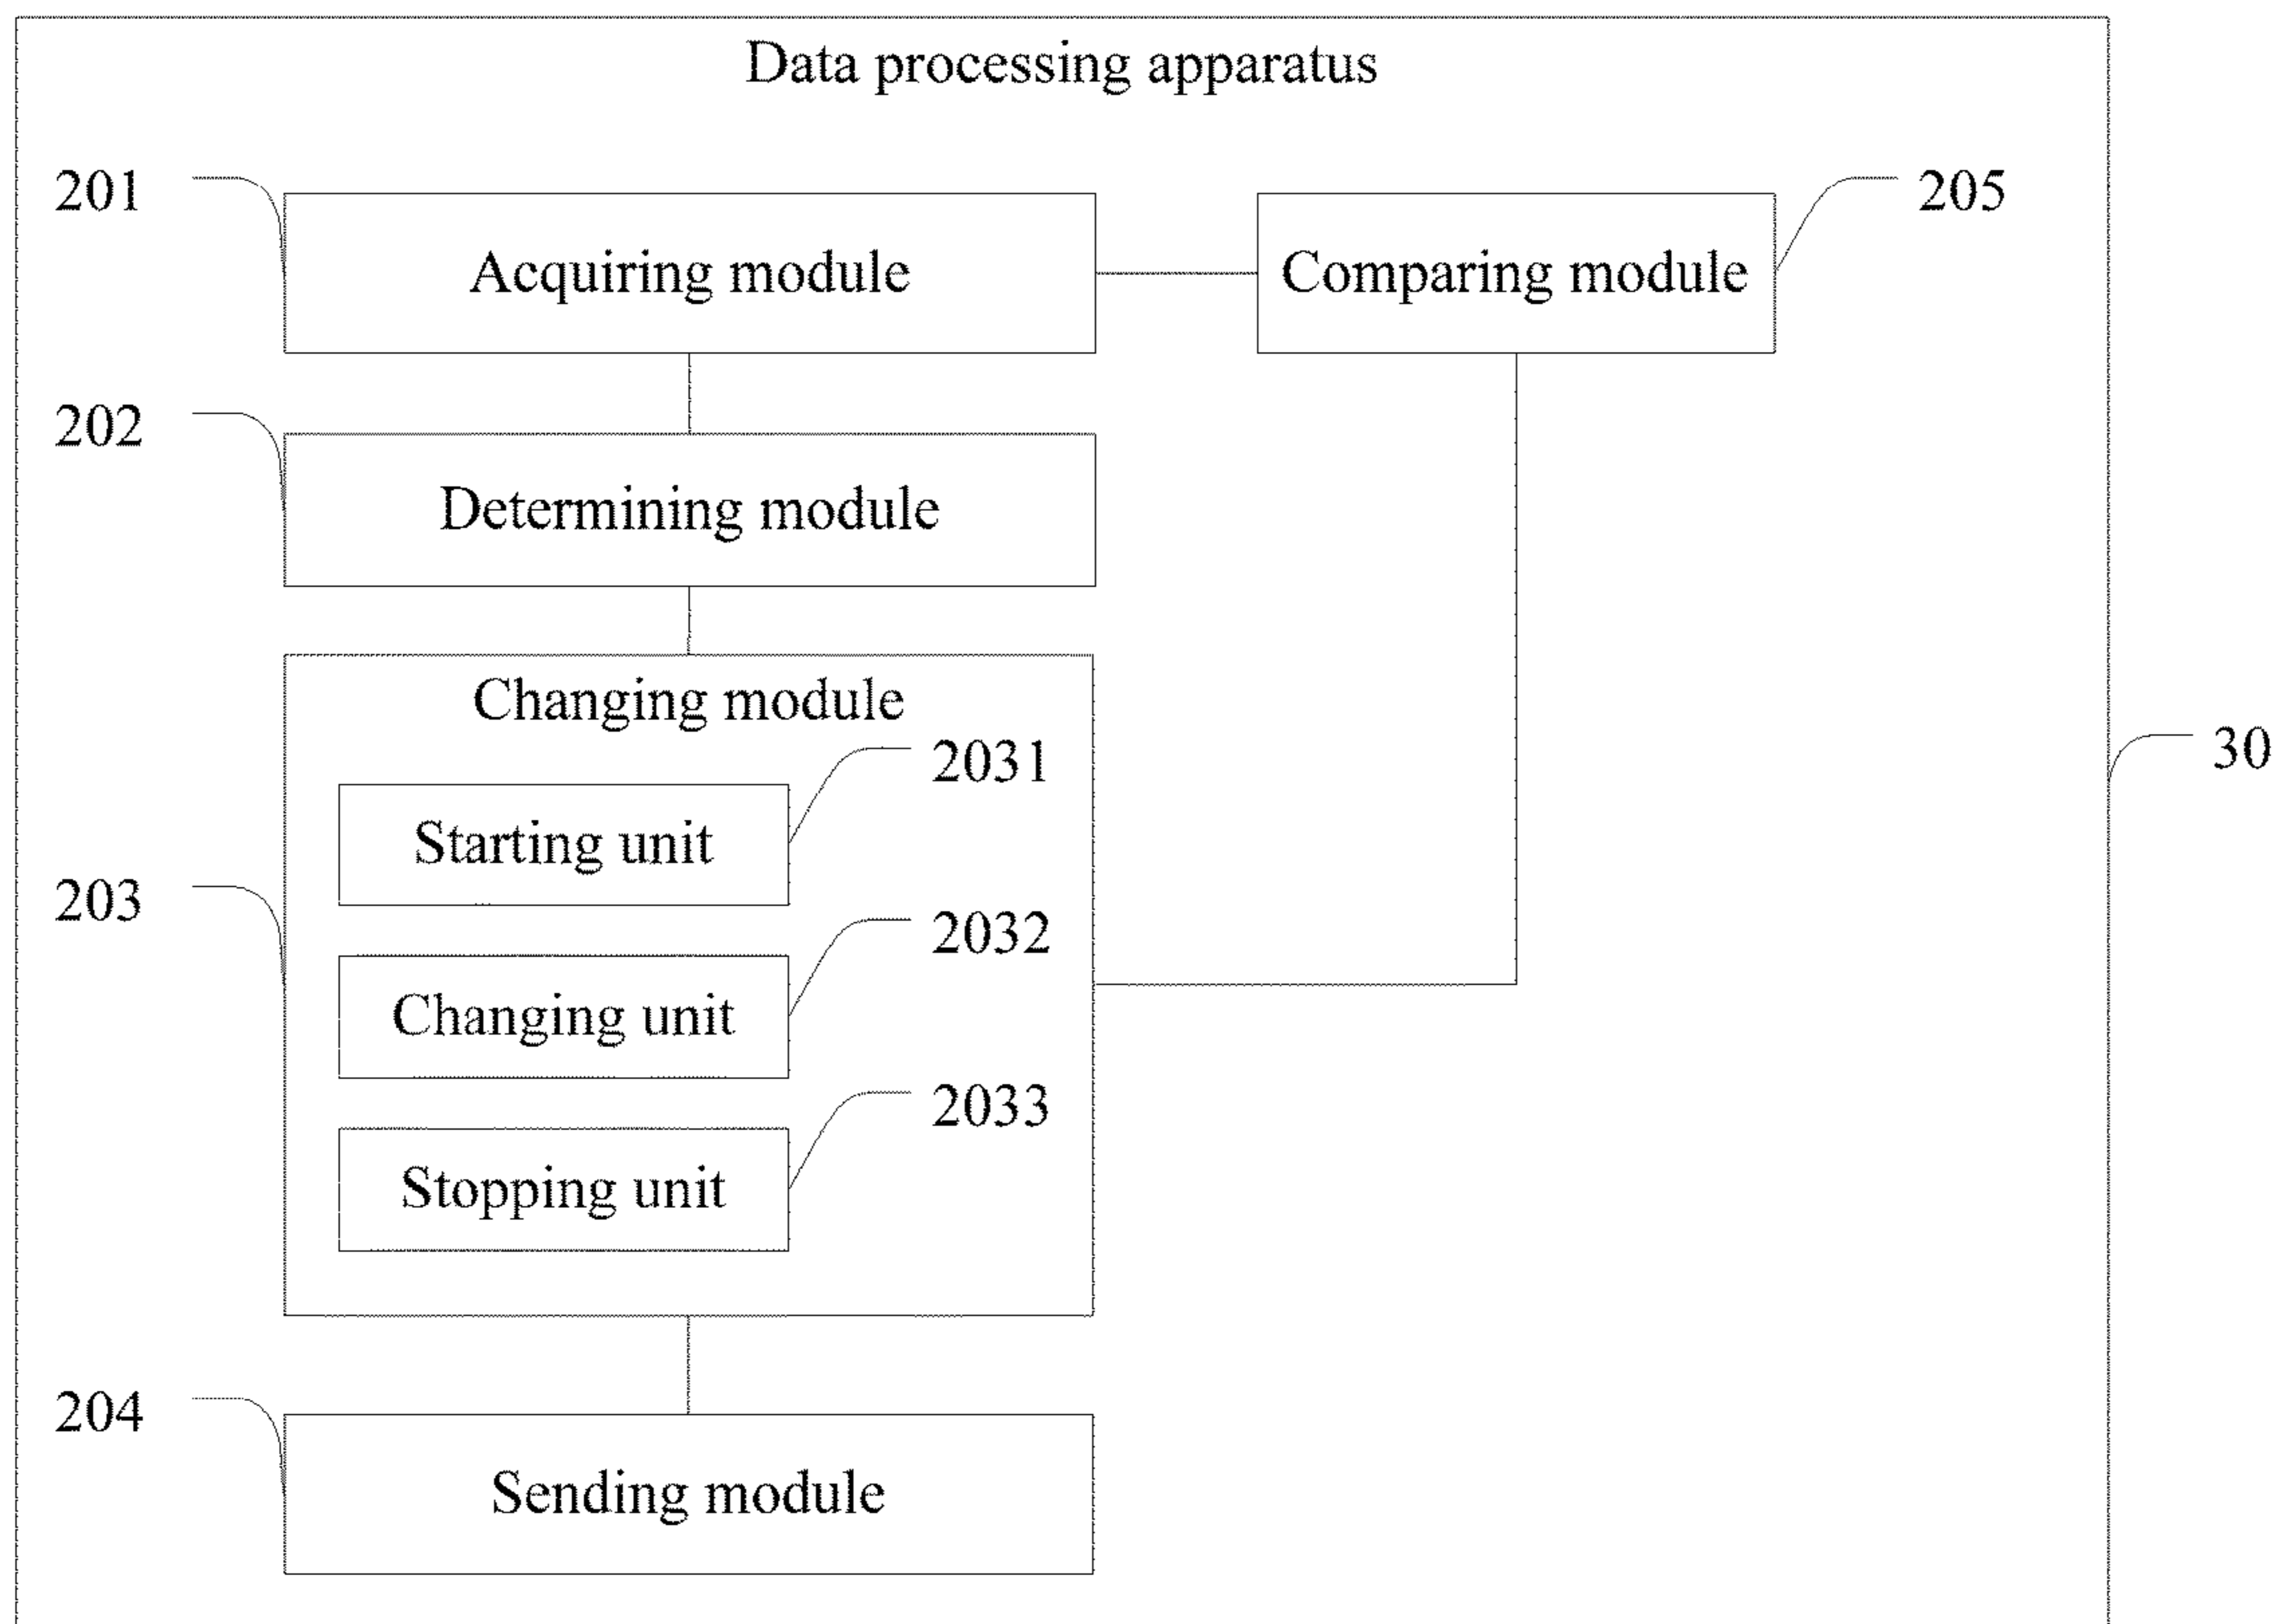 Data processing apparatus
201
Acquiring module
Comparing module
205
202
Determining module
Changing module
2031
Starting unit
203
2032
Changing unit
2033
Stopping unit
30
204
Sending module